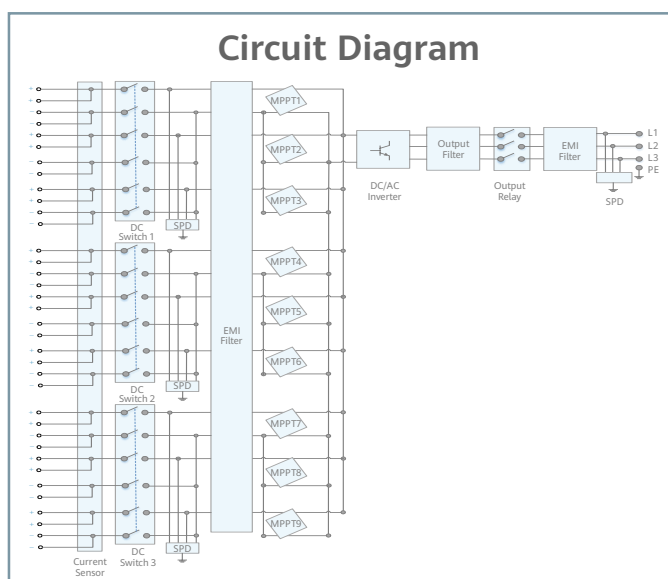 Circuit Diagram
MPPT1
MPPT2
MPPT3
MPPT4
MPPT5
MPPT6
MPPT7
MPPT8
MPPT9
DC
Switch 1
SPD
DC
Switch 2
SPD
DC
Switch 3
SPD
Current
Sensor
EMI
Filter
DC/AC
Inverter
Output
Filter
Output
Relay
EMI
Filter
SPD
L1
L2
L3
PE